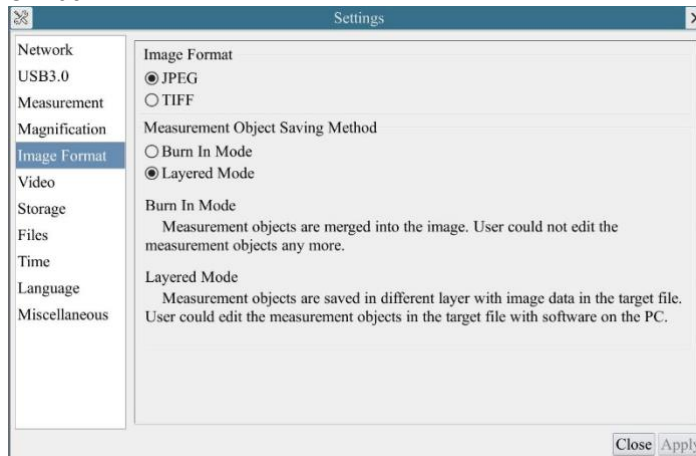 Settings
Network
USB3.0
Measurement
Magnification
Image Format
Video
Storage
Files
Time
Language
Miscellaneous
Image Format
JPEG
TIFF
Measurement Object Saving Method
Burn In Mode
Layered Mode
Burn In Mode
Measurement objects are merged into the image. User could not edit the
measurement objects any more.
Layered Mode
Measurement objects are saved in different layer with image data in the target file.
User could edit the measurement objects in the target file with software on the PC.
Close Apply